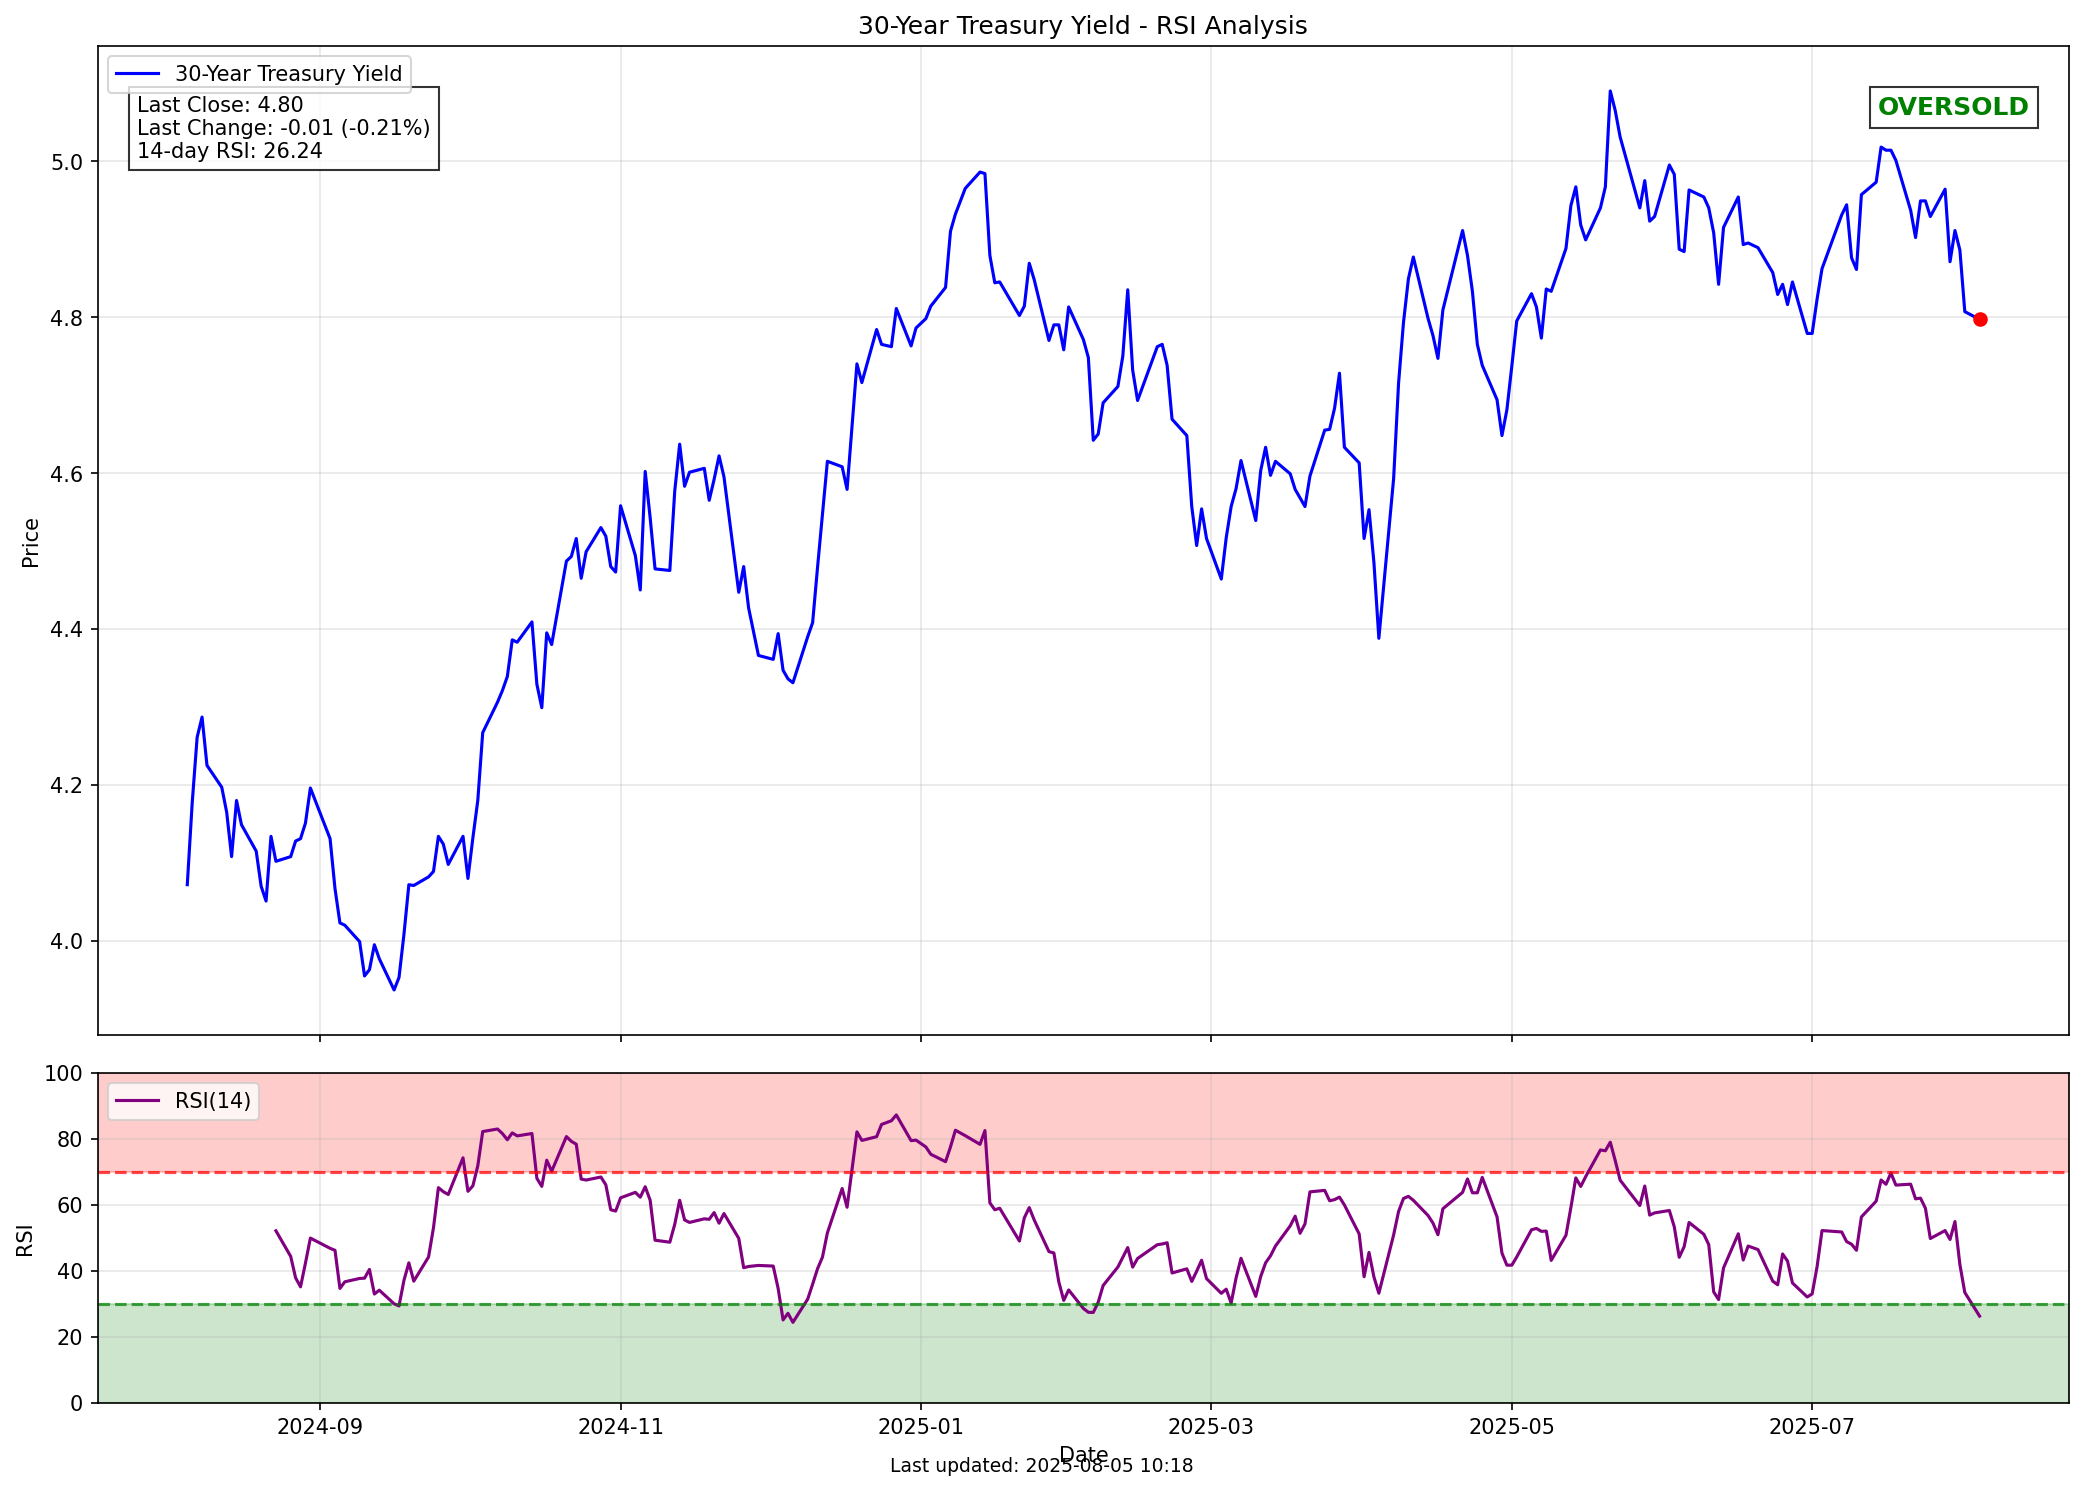 30-Year Treasury Yield - RSI Analysis
30-Year Treasury Yield
Last Close: 4.80
Last Change: -0.01 (-0.21%)
14-day RSI: 26.24
OVERSOLD
Price
5.0
4.8
4.6
4.4
4.2
4.0
RSI(14)
RSI
100
80
60
40
20
0
2024-09
2024-11
2025-01
2025-03
2025-05
2025-07
Date
Last updated: 2025-08-05 10:18